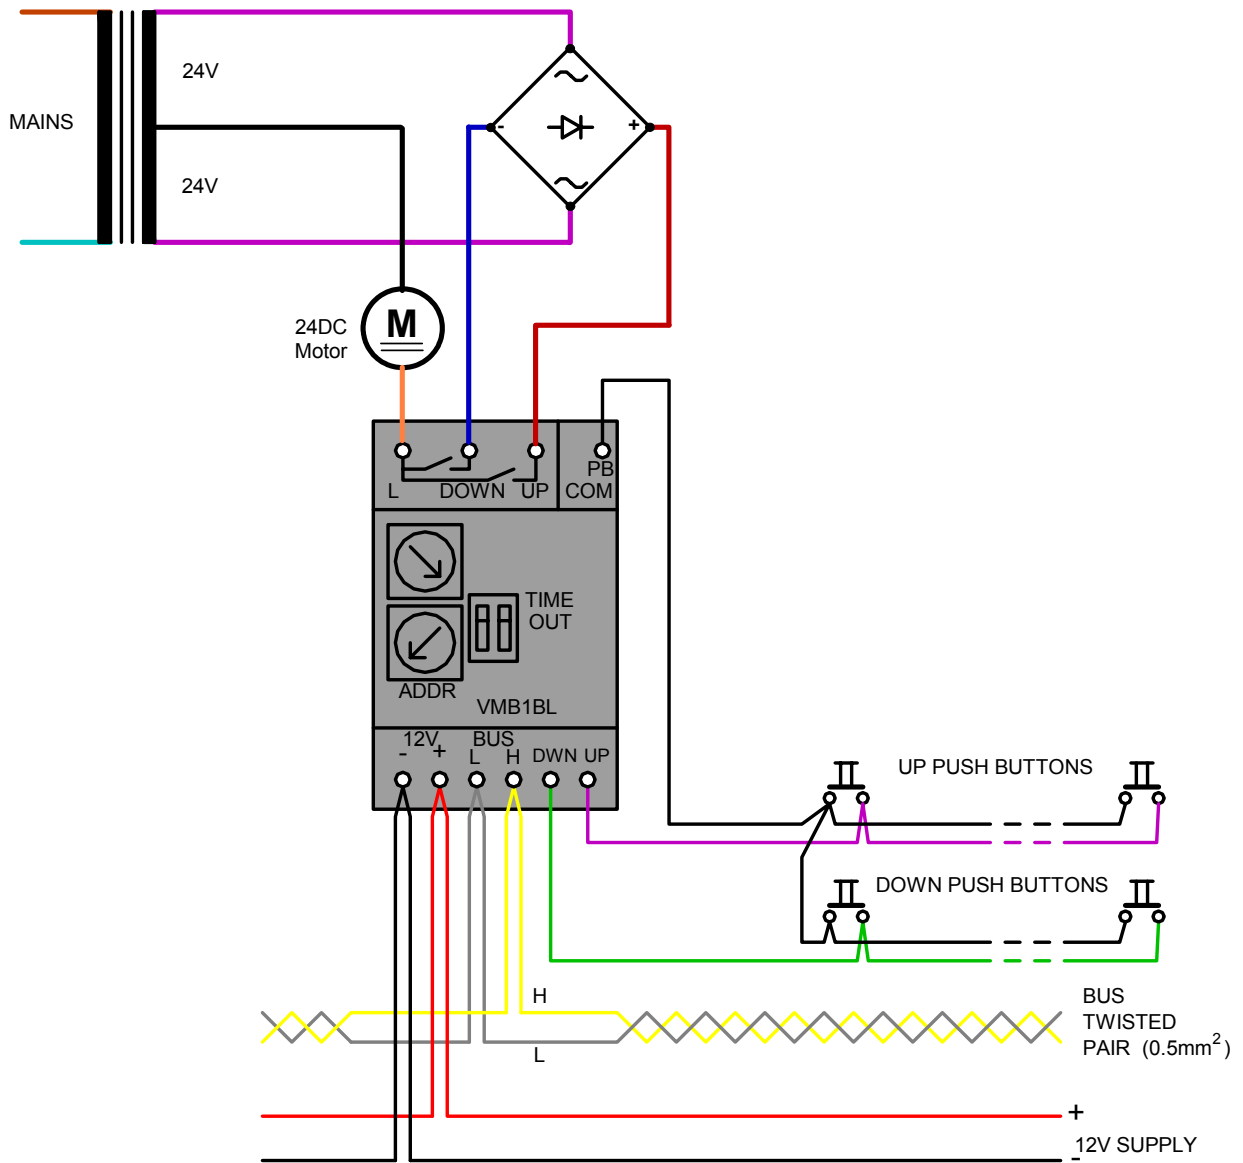 24V
MAINS
24V
- +
24DC
Motor
M
PB
L DOWN UP COM
TIME
OUT
ADDR
VMB1BL
12V BUS
- + L H DWN UP
UP PUSH BUTTONS
DOWN PUSH BUTTONS
H
L
BUS
TWISTED
PAIR (0.5mm²)
+
12V SUPPLY
-